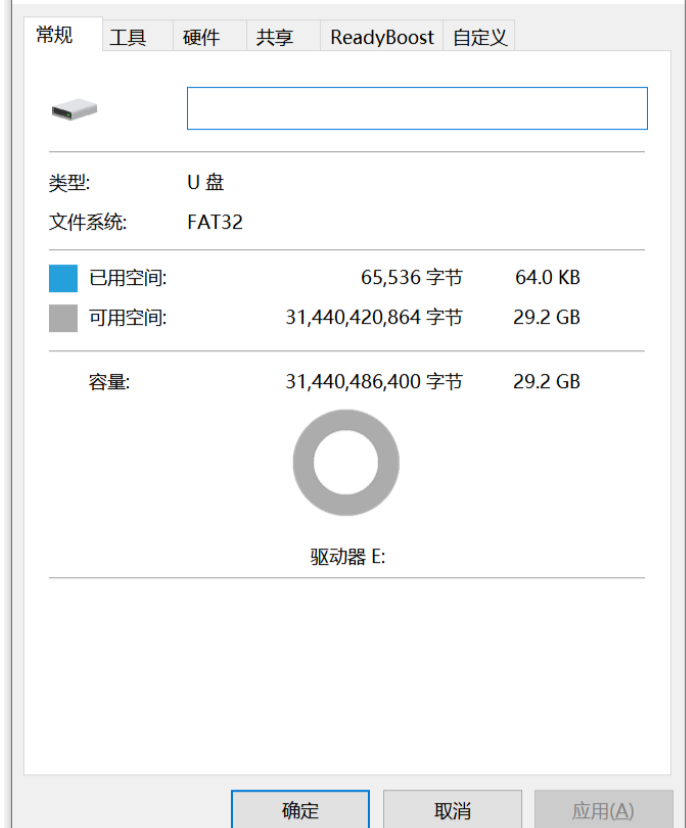 常规 工具 硬件 共享 ReadyBoost 自定义
类型: U 盘
文件系统: FAT32
已用空间: 65,536 字节 64.0 KB
可用空间: 31,440,420,864 字节 29.2 GB
容量: 31,440,486,400 字节 29.2 GB
驱动器 E:
确定 取消 应用(A)